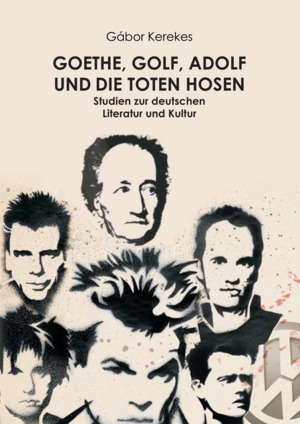 Gábor Kerekes
GOETHE, GOLF, ADOLF
UND DIE TOTEN HOSEN
Studien zur deutschen
Literatur und Kultur